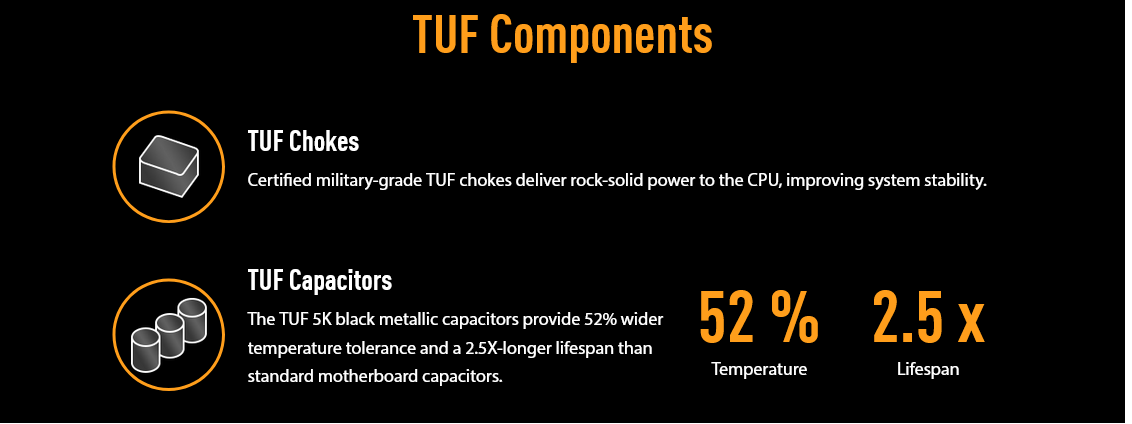 TUF Components
TUF Chokes
Certified military-grade TUF chokes deliver rock-solid power to the CPU, improving system stability.
TUF Capacitors
The TUF 5K black metallic capacitors provide 52% wider
temperature tolerance and a 2.5X-longer lifespan than
standard motherboard capacitors.
52 %
Temperature
2.5 x
Lifespan